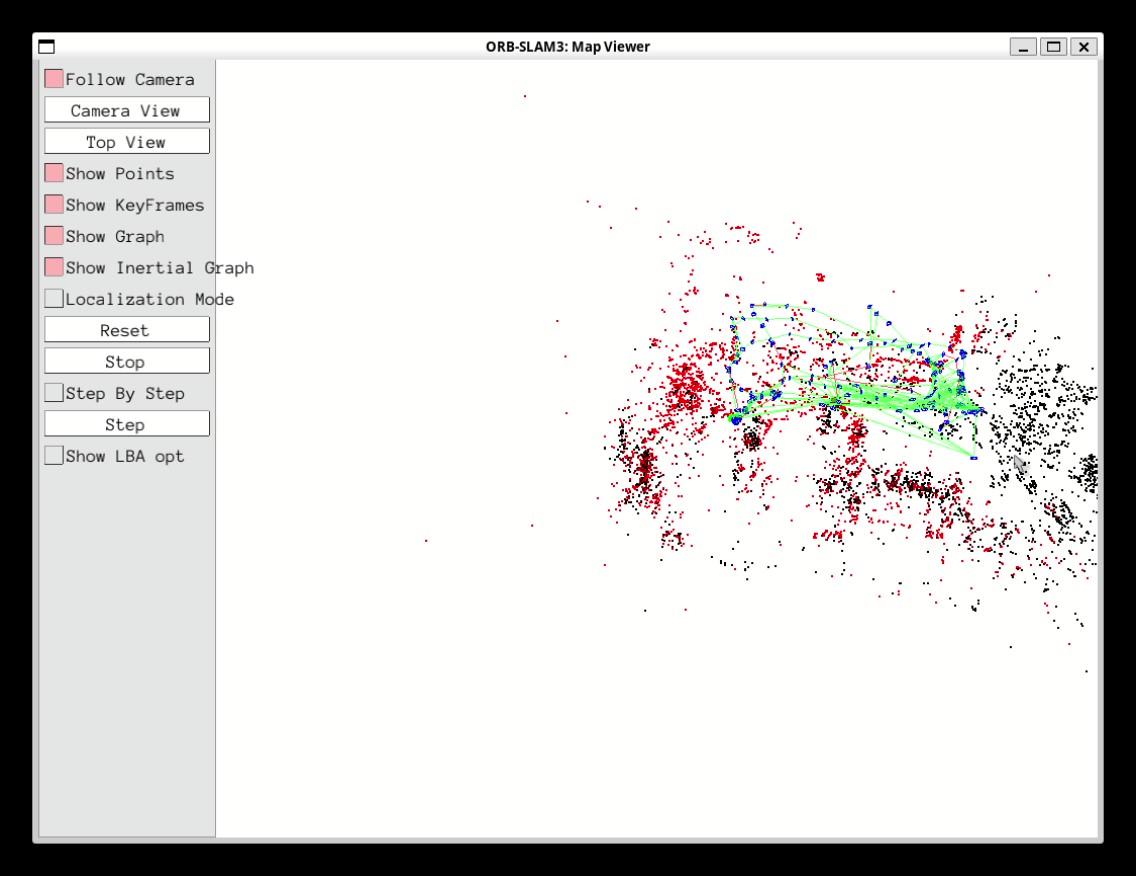 ORB-SLAM3: Map Viewer
Follow Camera
Camera View
Top View
Show Points
Show KeyFrames
Show Graph
Show Inertial Graph
Localization Mode
Reset
Stop
Step By Step
Step
Show LBA opt